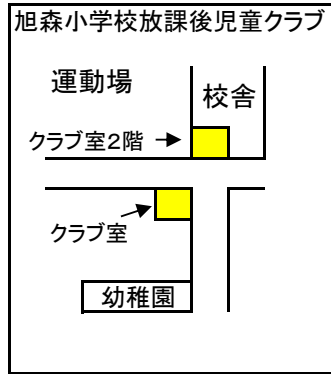 旭森小学校放課後児童クラブ
運動場
校舎
クラブ室2階
クラブ室
幼稚園